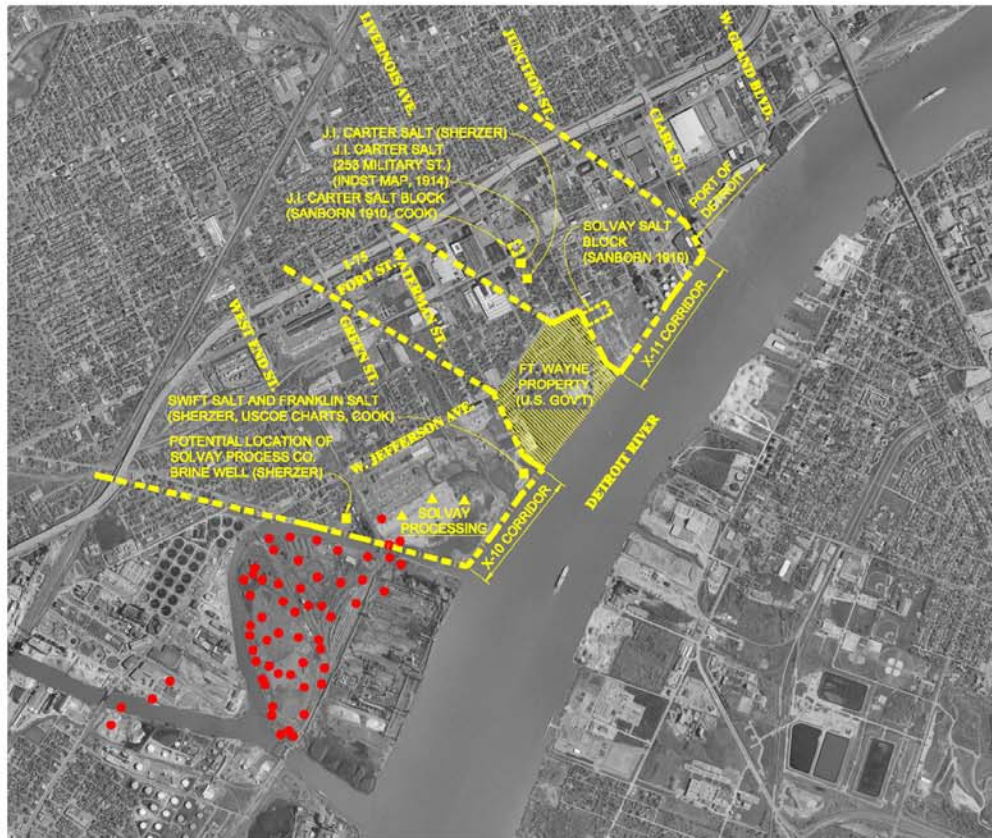 LIVERNOIS AVE.
JUNCTION ST.
W. GRAND BLVD.
CLARK ST.
PORT OF
DETROIT
J.I. CARTER SALT (SHERZER)
J.I. CARTER SALT
(253 MILITARY ST.)
(INDST MAP, 1914)
J.I. CARTER SALT BLOCK
(SANBORN 1910, COOK)
SOLVAY SALT
BLOCK
(SANBORN 1910)
I-75
FORT ST.
WATERMAN ST.
GREEN ST.
WEST END ST.
X-11 CORRIDOR
FT. WAYNE
PROPERTY
(U.S. GOV'T)
SWIFT SALT AND FRANKLIN SALT
(SHERZER, USCOE CHARTS, COOK)
W. JEFFERSON AVE.
POTENTIAL LOCATION OF
SOLVAY PROCESS CO.
BRINE WELL (SHERZER)
DETROIT RIVER
SOLVAY
PROCESSING
X-10 CORRIDOR